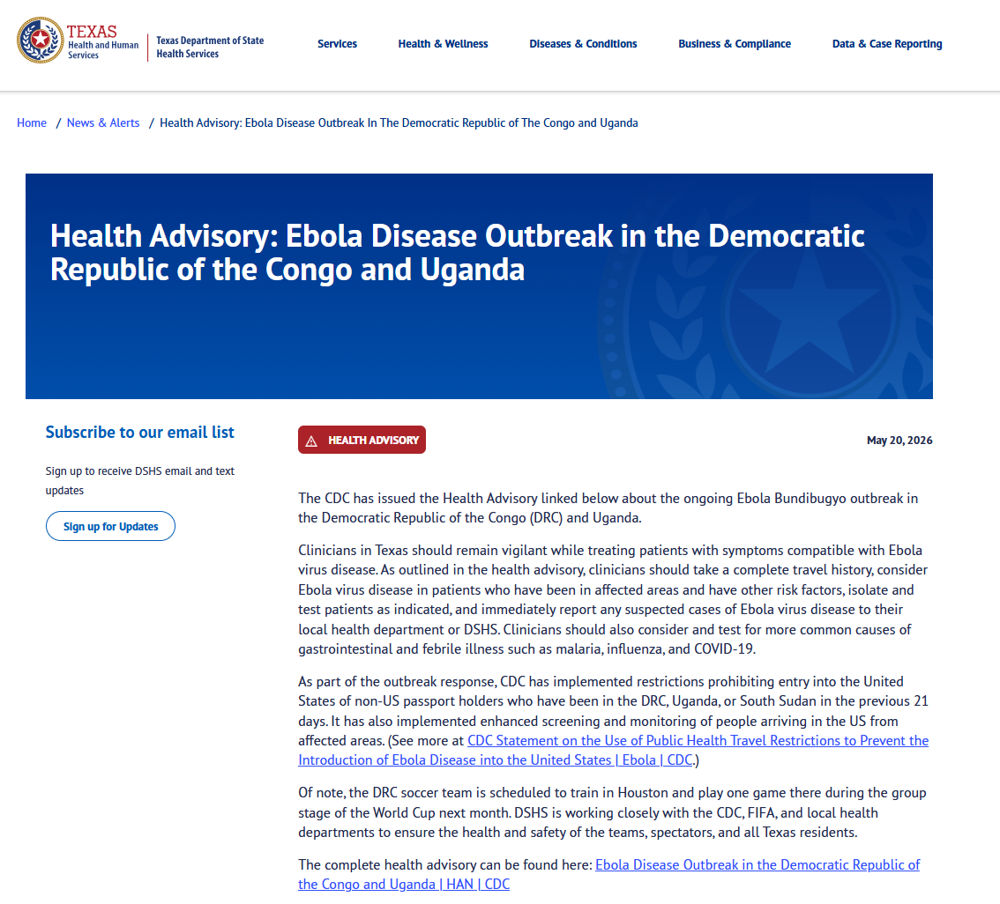 TEXAS
Health and Human
Services
Texas Department of State
Health Services
Services
Health & Wellness
Diseases & Conditions
Business & Compliance
Data & Case Reporting
Home / News & Alerts / Health Advisory: Ebola Disease Outbreak In The Democratic Republic of The Congo and Uganda
Health Advisory: Ebola Disease Outbreak in the Democratic
Republic of the Congo and Uganda
Subscribe to our email list
Sign up to receive DSHS email and text
updates
Sign up for Updates
HEALTH ADVISORY
May 20, 2026
The CDC has issued the Health Advisory linked below about the ongoing Ebola Bundibugyo outbreak in
the Democratic Republic of the Congo (DRC) and Uganda.
Clinicians in Texas should remain vigilant while treating patients with symptoms compatible with Ebola
virus disease. As outlined in the health advisory, clinicians should take a complete travel history, consider
Ebola virus disease in patients who have been in affected areas and have other risk factors, isolate and
test patients as indicated, and immediately report any suspected cases of Ebola virus disease to their
local health department or DSHS. Clinicians should also consider and test for more common causes of
gastrointestinal and febrile illness such as malaria, influenza, and COVID-19.
As part of the outbreak response, CDC has implemented restrictions prohibiting entry into the United
States of non-US passport holders who have been in the DRC, Uganda, or South Sudan in the previous 21
days. It has also implemented enhanced screening and monitoring of people arriving in the US from
affected areas. (See more at CDC Statement on the Use of Public Health Travel Restrictions to Prevent the
Introduction of Ebola Disease into the United States | Ebola | CDC.)
Of note, the DRC soccer team is scheduled to train in Houston and play one game there during the group
stage of the World Cup next month. DSHS is working closely with the CDC, FIFA, and local health
departments to ensure the health and safety of the teams, spectators, and all Texas residents.
The complete health advisory can be found here: Ebola Disease Outbreak in the Democratic Republic of
the Congo and Uganda | HAN | CDC